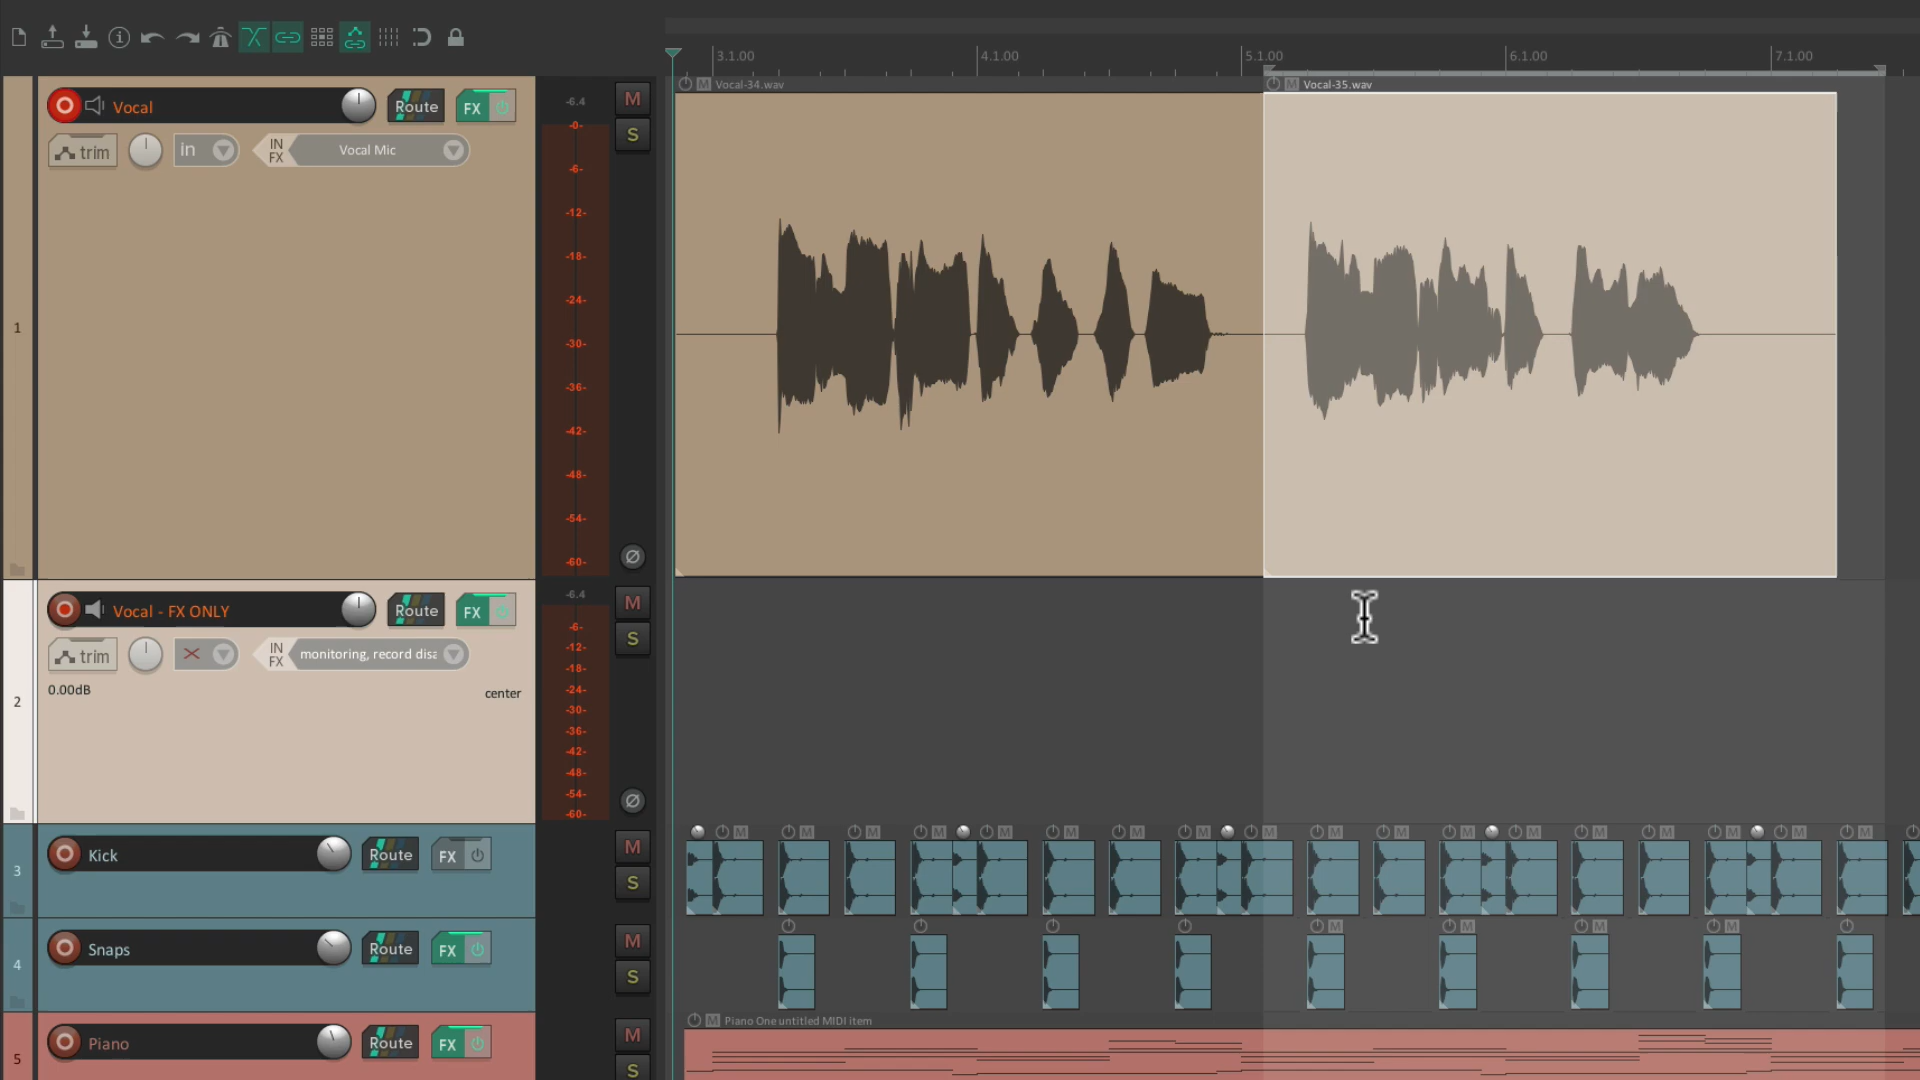 3.1.00 4.1.00 5.1.00 6.1.00 7.1.00
M Vocal-34.wav M Vocal-35.wav
1
Vocal Route FX
trim in IN FX Vocal Mic
-6.4
-0-
-6-
-12-
-18-
-24-
-30-
-36-
-42-
-48-
-54-
-60-
M
S
2
Vocal - FX ONLY Route FX
trim IN FX monitoring, record disa
0.00dB center
-6.4
-6-
-12-
-18-
-24-
-30-
-36-
-42-
-48-
-54-
-60-
M
S
3
Kick Route FX
M
S
M M M M M M M M M M M M M M M M M
4
Snaps Route FX
M
S
M M M M
5
Piano Route FX
M
S
M Piano One untitled MIDI item